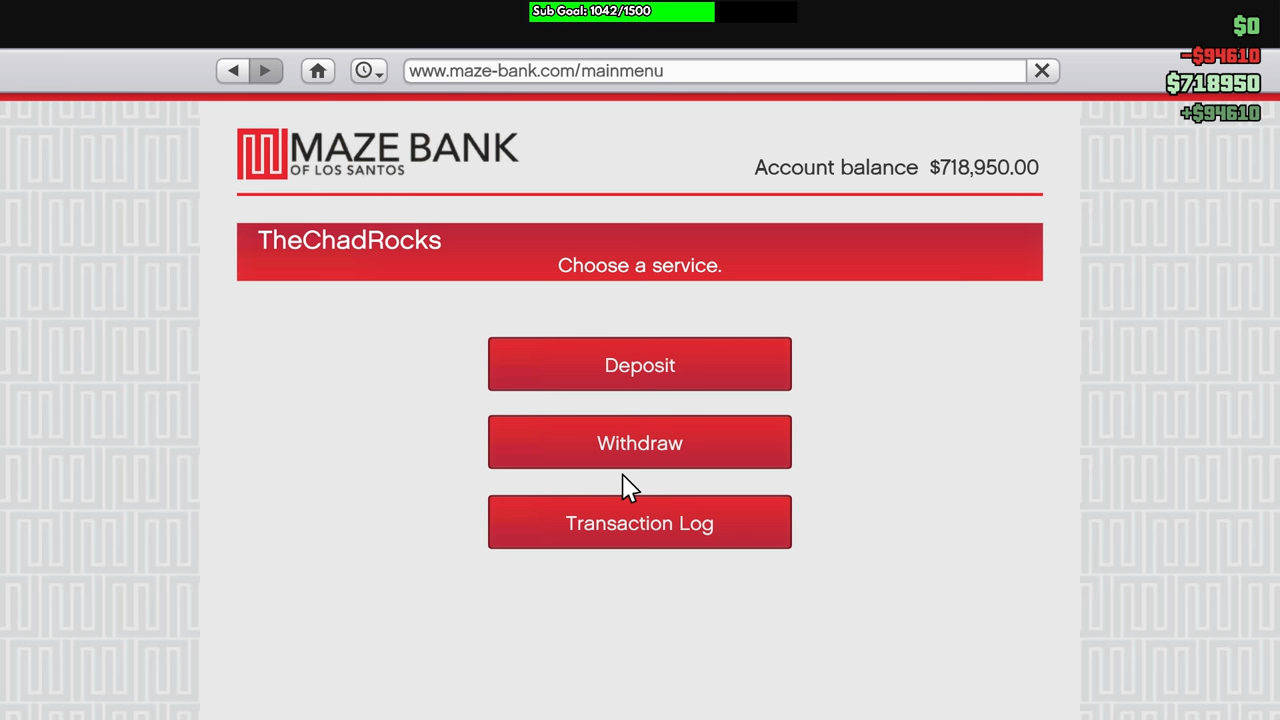 Sub Goal: 1042/1500
$0
-$94610
$718950
+$94610
www.maze-bank.com/mainmenu
MAZE BANK
OF LOS SANTOS
Account balance $718,950.00
TheChadRocks
Choose a service.
Deposit
Withdraw
Transaction Log